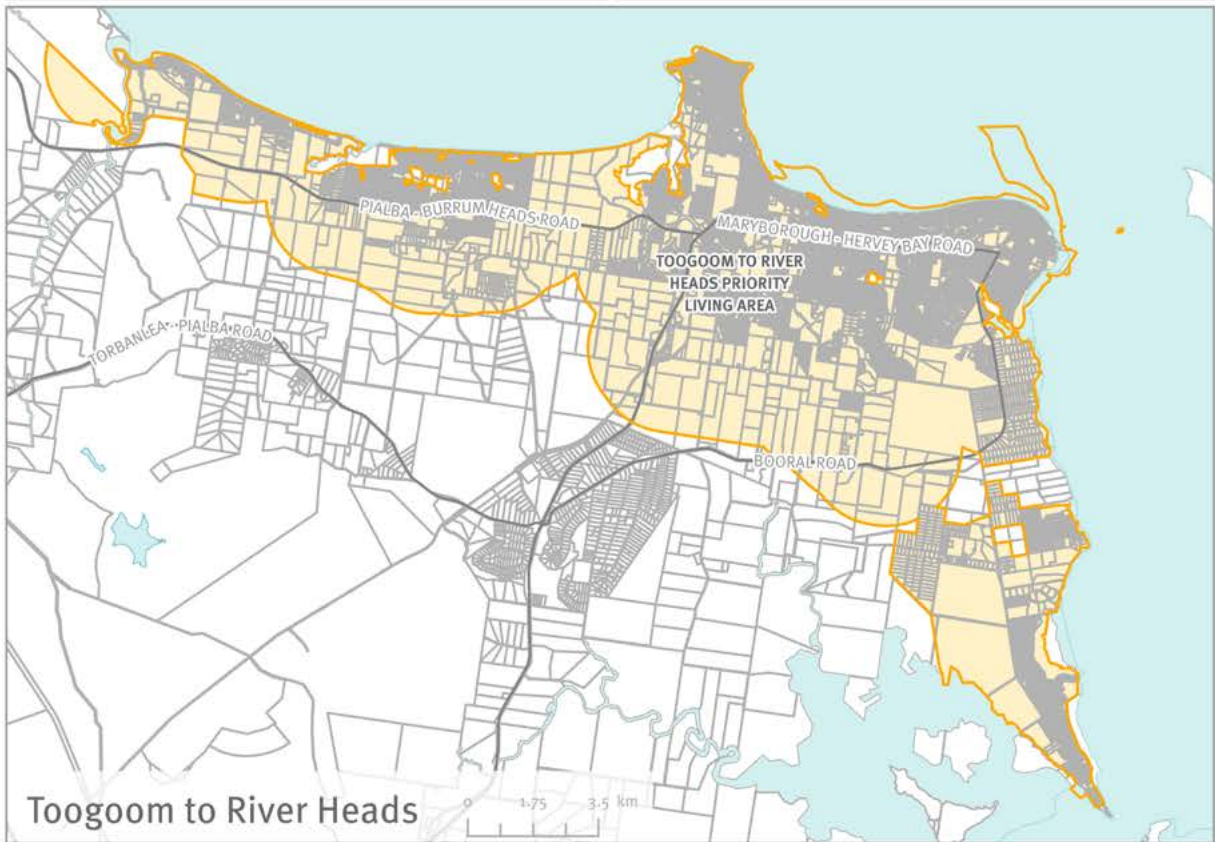 PIALBA - BURRUM HEADS ROAD
MARYBOROUGH - HERVEY BAY ROAD
TOOGOOM TO RIVER
HEADS PRIORITY
LIVING AREA
TORBANLEA - PIALBA ROAD
BOORAL ROAD
Toogoom to River Heads
0 1.75 3.5 km